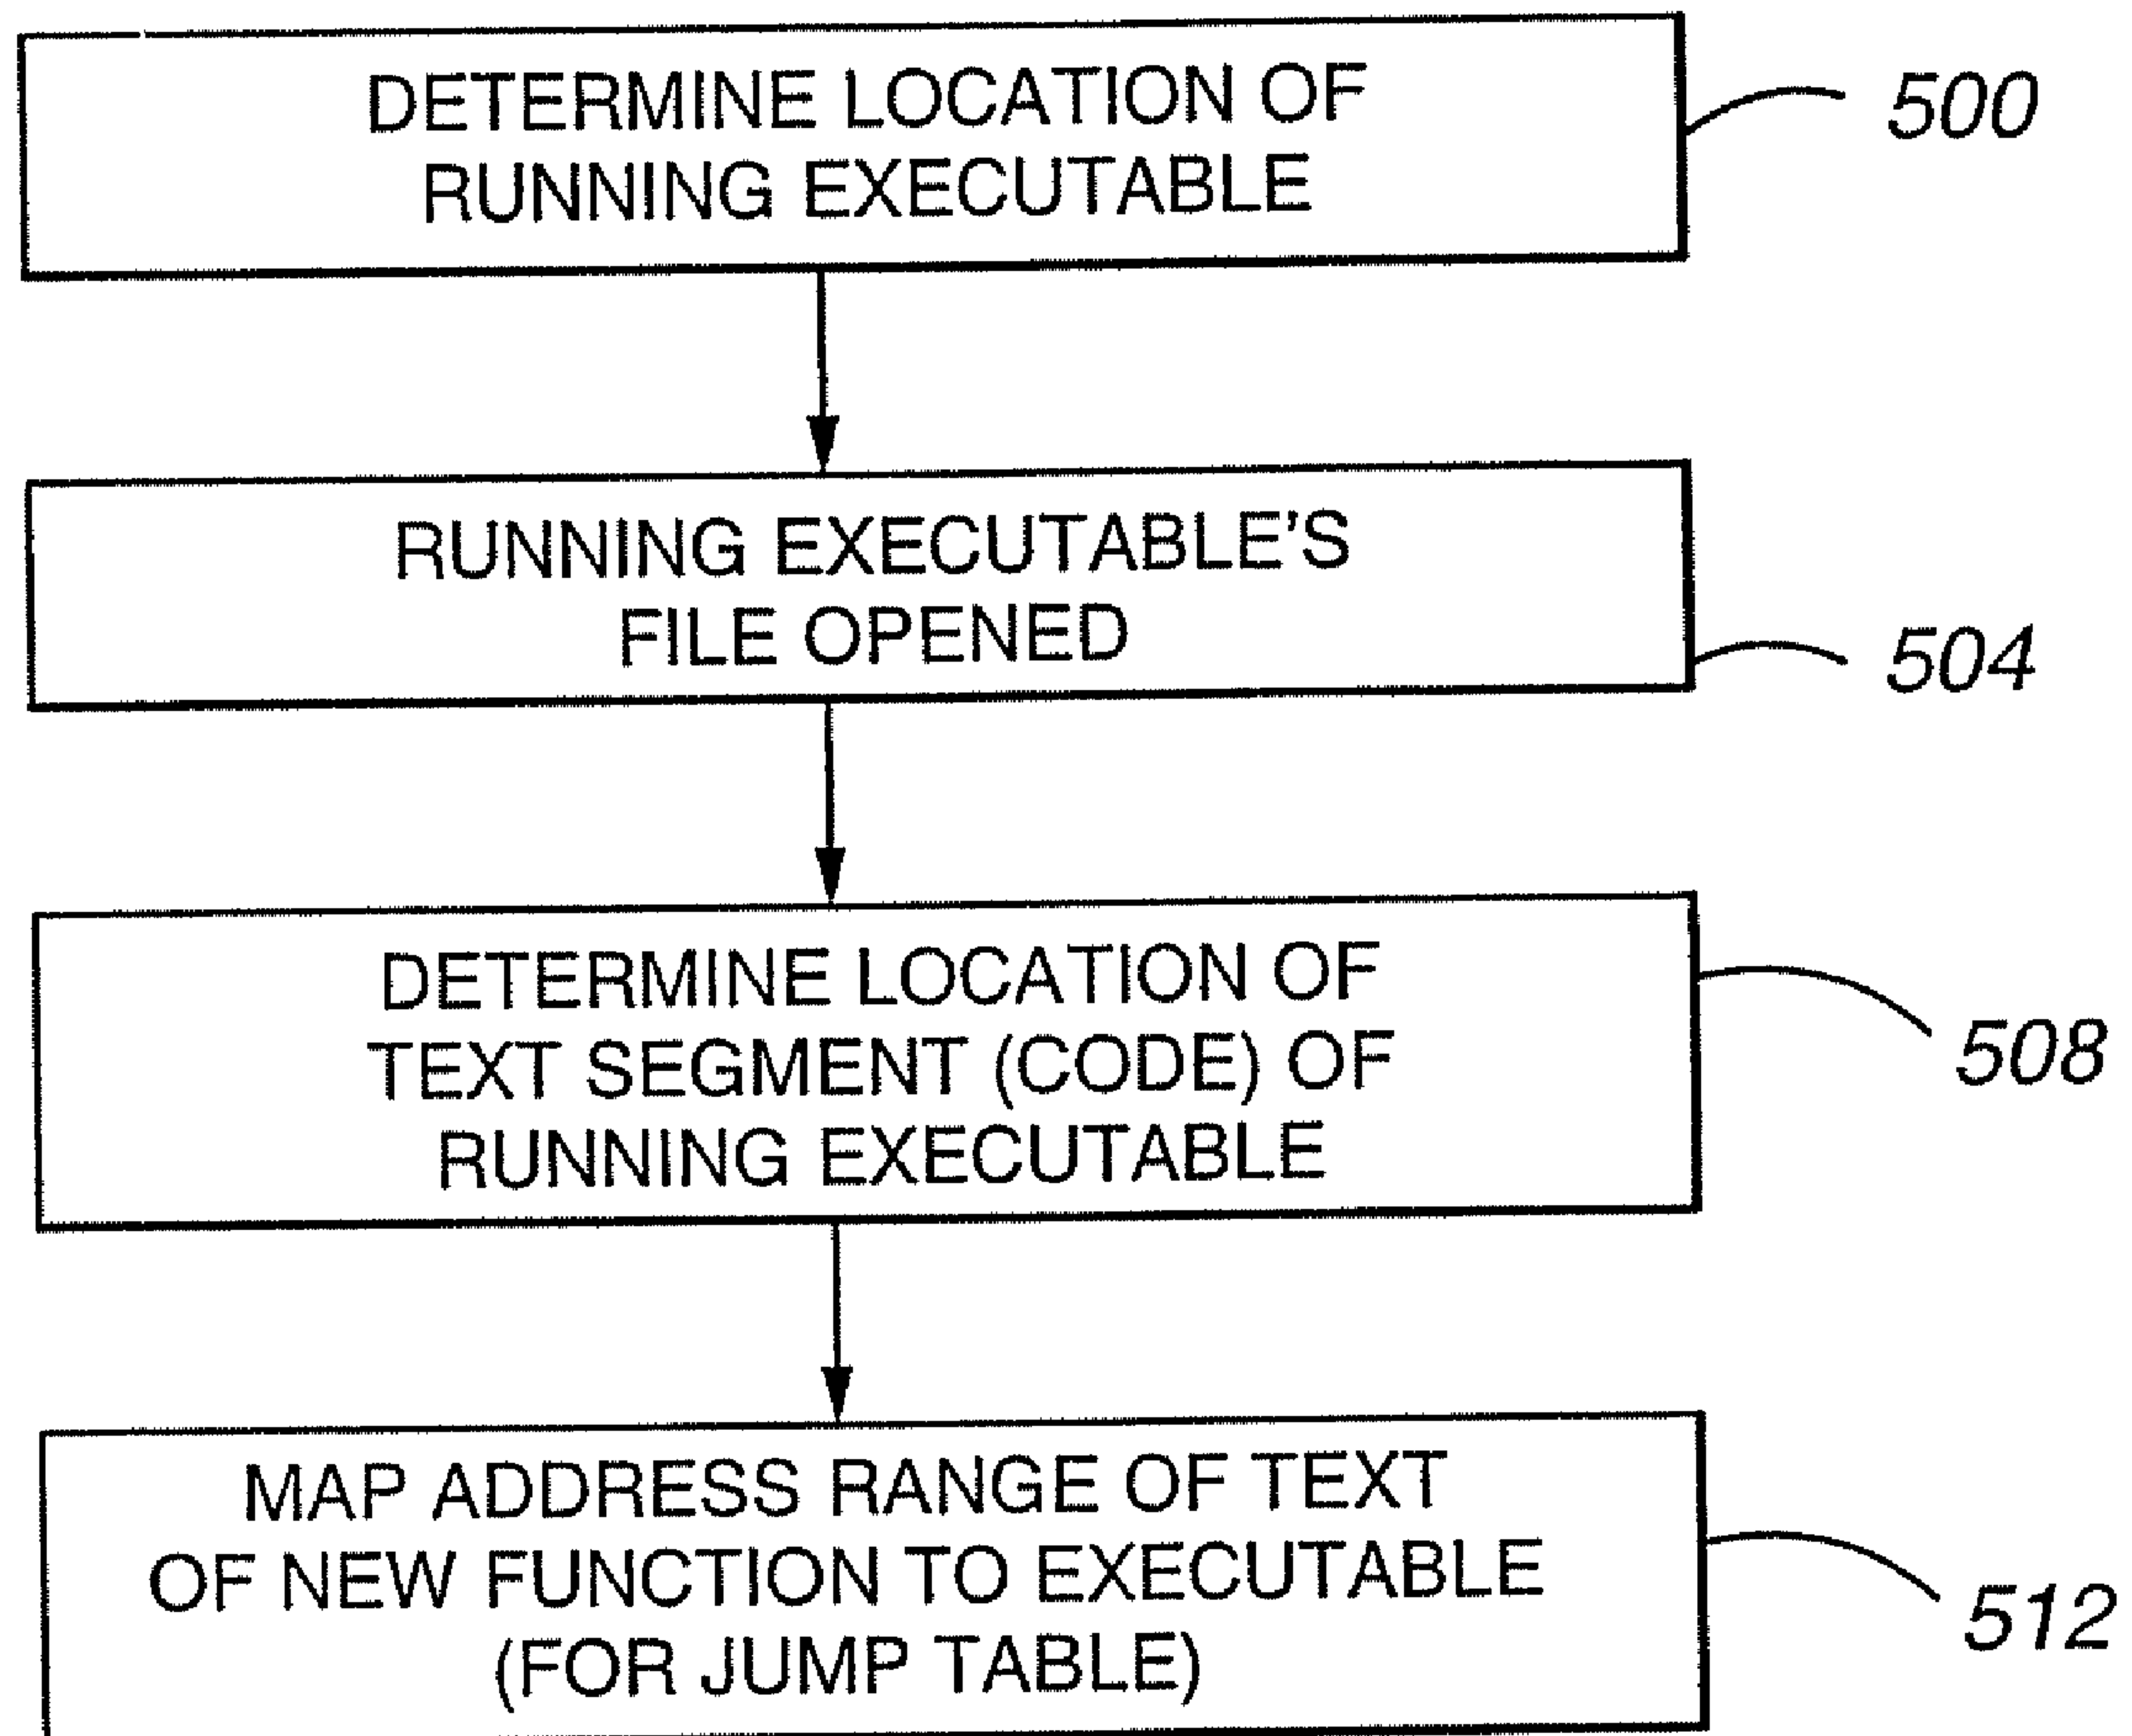 DETERMINE LOCATION OF
RUNNING EXECUTABLE
500
RUNNING EXECUTABLE'S
FILE OPENED
504
DETERMINE LOCATION OF
TEXT SEGMENT (CODE) OF
RUNNING EXECUTABLE
508
MAP ADDRESS RANGE OF TEXT
OF NEW FUNCTION TO EXECUTABLE
(FOR JUMP TABLE)
512